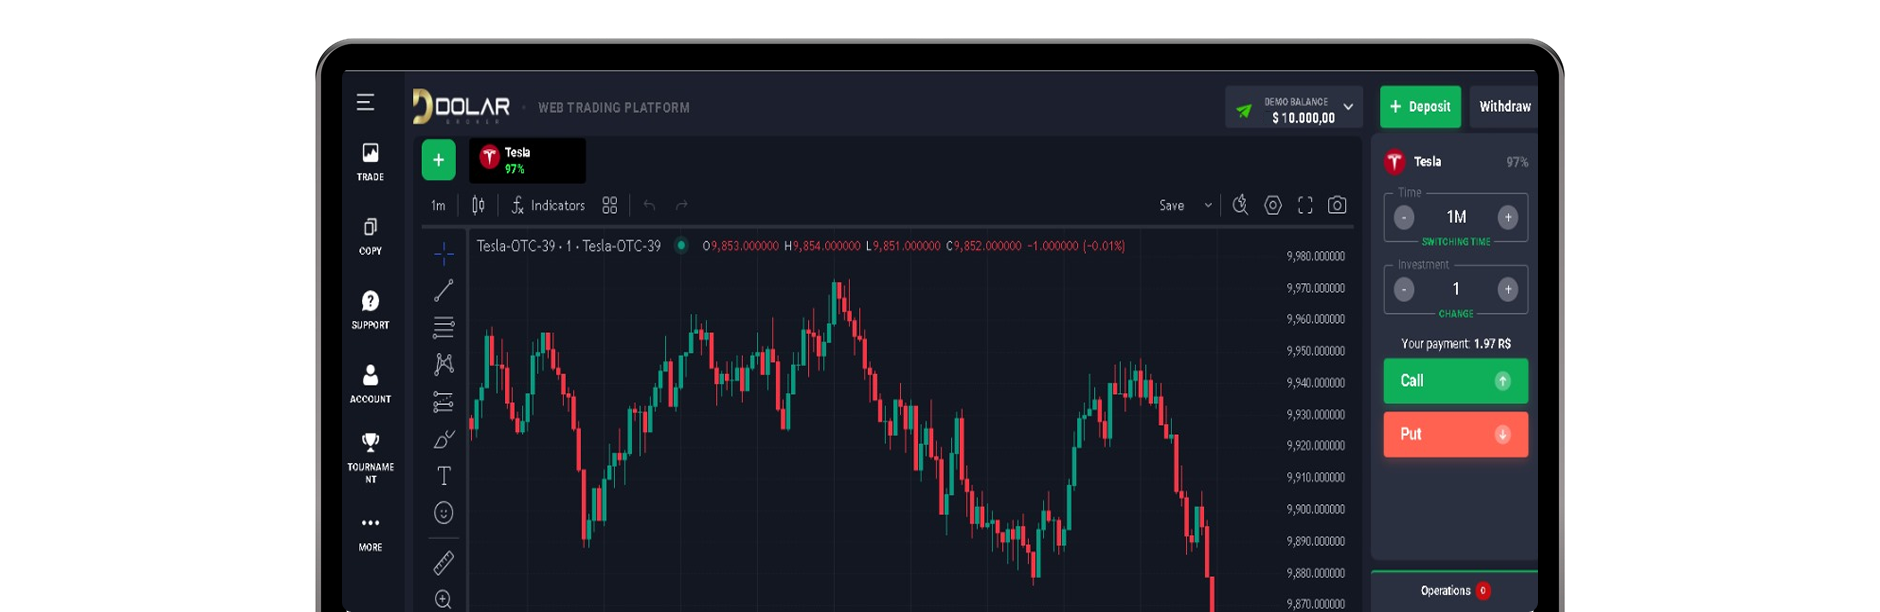 DOLAR
BROKER
WEB TRADING PLATFORM
DEMO BALANCE
$ 10.000,00
+ Deposit
Withdraw
TRADE
COPY
SUPPORT
ACCOUNT
TOURNAME
NT
MORE
+
Tesla
97%
1m
Indicators
Save
Tesla-OTC-39 · 1 · Tesla-OTC-39 O9,853.000000 H9,854.000000 L9,851.000000 C9,852.000000 −1.000000 (−0.01%)
9,980.000000
9,970.000000
9,960.000000
9,950.000000
9,940.000000
9,930.000000
9,920.000000
9,910.000000
9,900.000000
9,890.000000
9,880.000000
9,870.000000
Tesla 97%
Time
- 1M +
SWITCHING TIME
Investment
- 1 +
CHANGE
Your payment: 1.97 R$
Call
Put
Operations 0